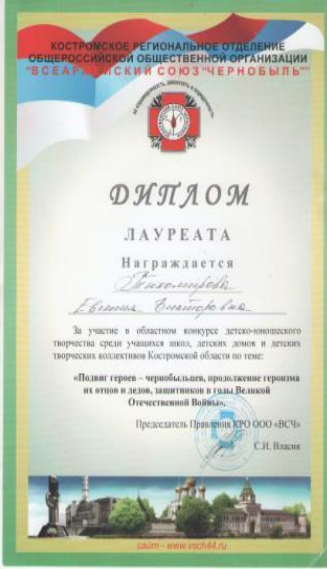 КОСТРОМСКОЕ РЕГИОНАЛЬНОЕ ОТДЕЛЕНИЕ
ОБЩЕРОССИЙСКОЙ ОБЩЕСТВЕННОЙ ОРГАНИЗАЦИИ
"ВСЕАРМЕЙСКИЙ СОЮЗ "ЧЕРНОБЫЛЬ"
ДИПЛОМ
ЛАУРЕАТА
Награждается
Тихомирова
Евгения Викторовна
За участие в областном конкурсе детско-юношеского
творчества среди учащихся школ, детских домов и детских
творческих коллективов Костромской области по теме:
«Подвиг героев – чернобыльцев, продолжение героизма
их отцов и дедов, защитников в годы Великой
Отечественной Войны».
Председатель Правления КРО ООО «ВСЧ»
С.И. Власик
сайт - www.vsch44.ru